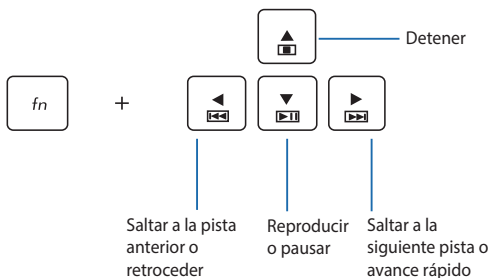 Detener
fn
+
Saltar a la pista
anterior o
retroceder
Reproducir
o pausar
Saltar a la
siguiente pista o
avance rápido